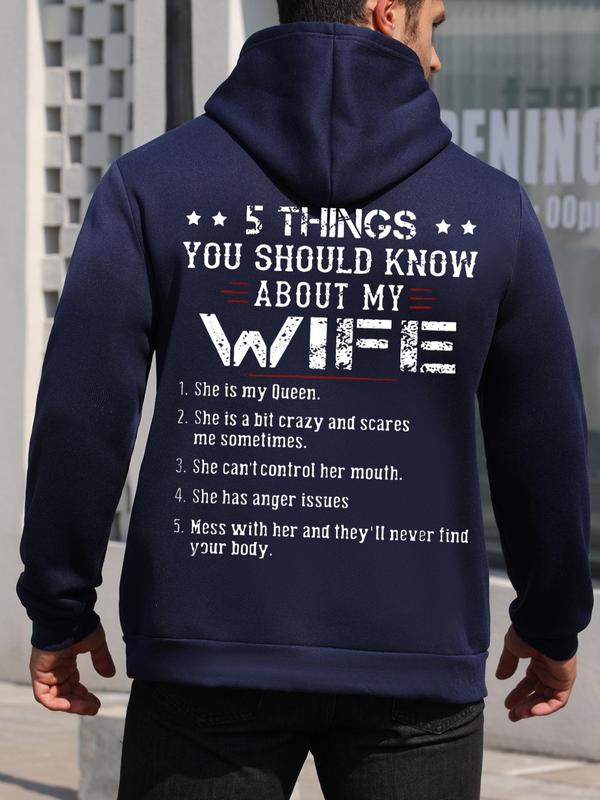 5 THINGS
YOU SHOULD KNOW
ABOUT MY
WIFE
1. She is my Queen.
2. She is a bit crazy and scares
me sometimes.
3. She can't control her mouth.
4. She has anger issues
5. Mess with her and they'll never find
your body.
ENING
00p